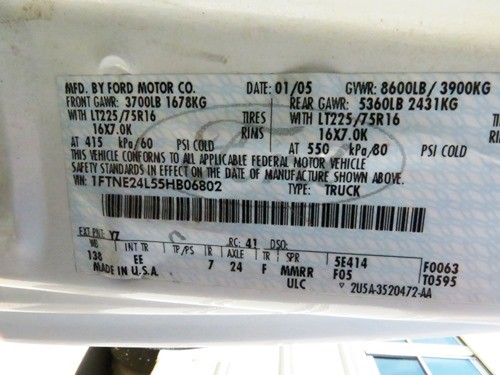 MFD. BY FORD MOTOR CO. DATE: 01/05 GVWR: 8600LB / 3900KG
FRONT GAWR: 3700LB 1678KG REAR GAWR: 5360LB 2431KG
WITH LT225/75R16 TIRES WITH LT225/75R16
16X7.0K RIMS 16X7.0K
AT 415 kPa/60 PSI COLD AT 550 kPa/80 PSI COLD
THIS VEHICLE CONFORMS TO ALL APPLICABLE FEDERAL MOTOR VEHICLE
SAFETY STANDARDS IN EFFECT ON THE DATE OF MANUFACTURE SHOWN ABOVE.
VIN: 1FTNE24L55HB06802 TYPE: TRUCK
EXT PNT: Y7 RC: 41 DSO:
WB INT TR TP/PS R AXLE TR SPR
138 EE 7 24 F MMRR 5E414 F0063
MADE IN U.S.A. ULC F05 T0595
2U5A-3520472-AA